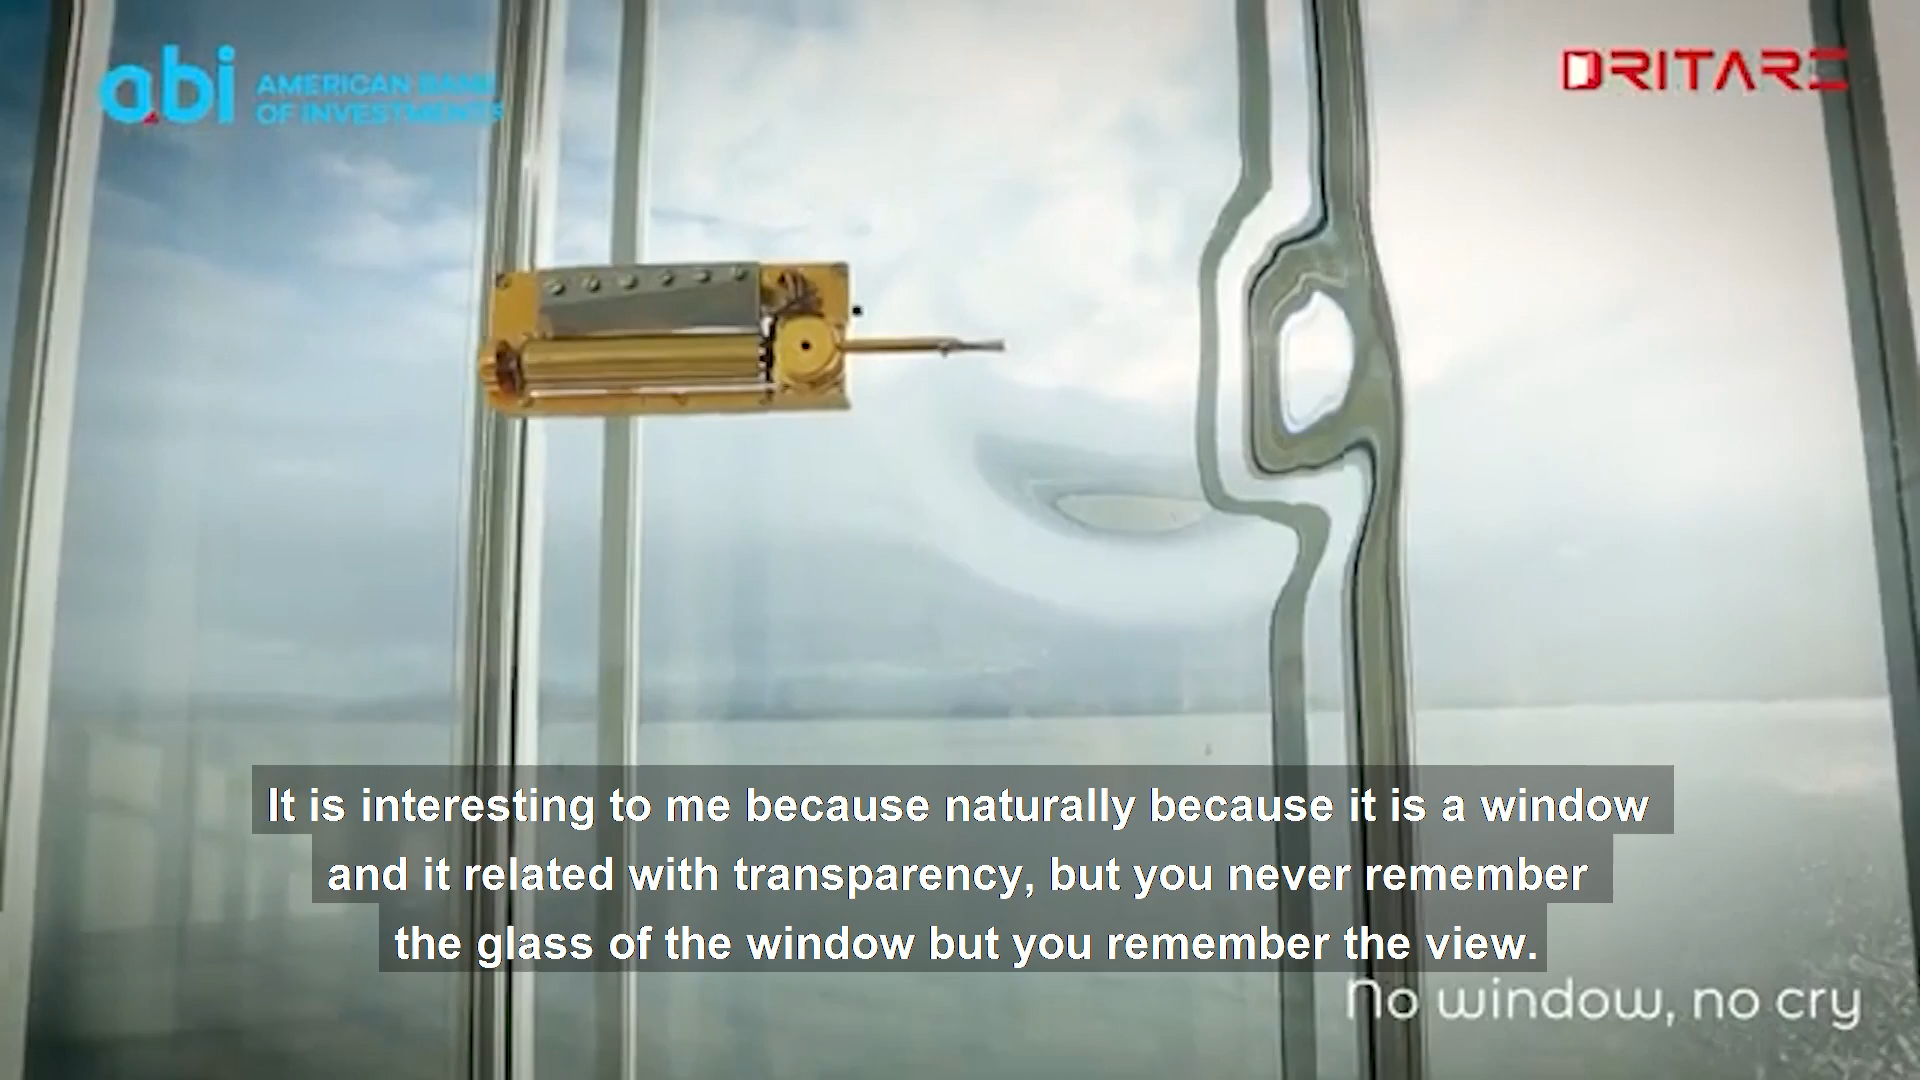 abi AMERICAN BANK
OF INVESTMENTS
DRITARE
It is interesting to me because naturally because it is a window
and it related with transparency, but you never remember
the glass of the window but you remember the view.
No window, no cry